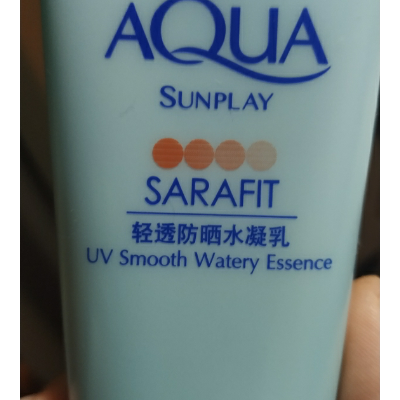 AQUA
SUNPLAY
SARAFIT
轻透防晒水凝乳
UV Smooth Watery Essence